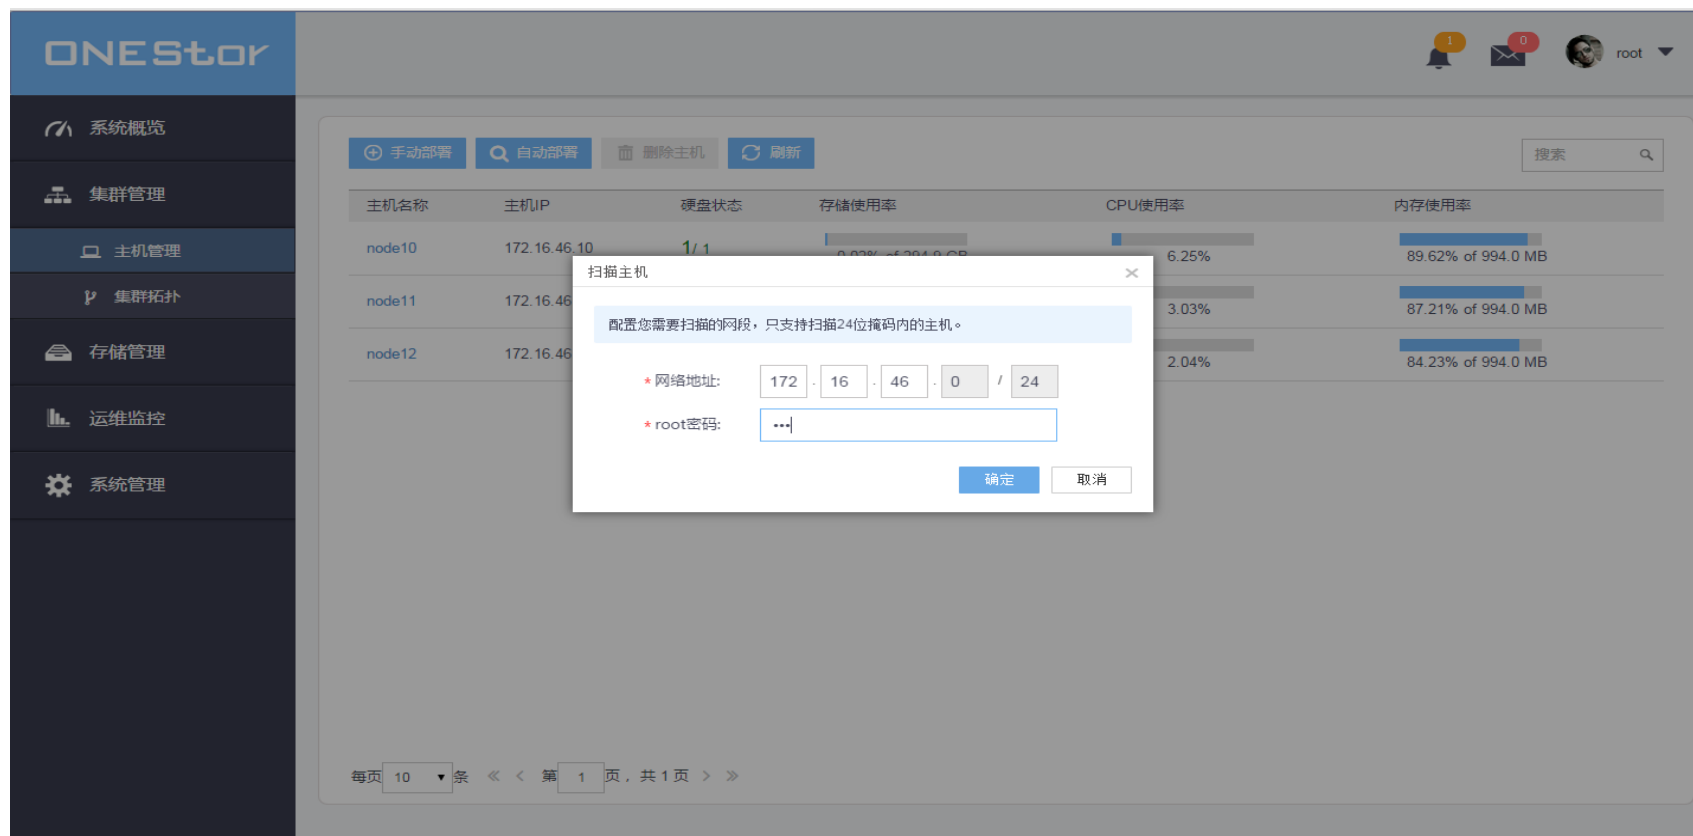 ONEStor
1
0
root
系统概览
集群管理
主机管理
集群拓扑
存储管理
运维监控
系统管理
手动部署 自动部署 删除主机 刷新
搜索
主机名称 主机IP 硬盘状态 存储使用率 CPU使用率 内存使用率
node10 172.16.46.10 1/ 1 0.02% of 294.9 GB 6.25% 89.62% of 994.0 MB
node11 172.16.46 3.03% 87.21% of 994.0 MB
node12 172.16.46 2.04% 84.23% of 994.0 MB
扫描主机 ×
配置您需要扫描的网段，只支持扫描24位掩码内的主机。
*网络地址: 172 . 16 . 46 . 0 / 24
*root密码: •••
确定 取消
每页 10 条 « < 第 1 页, 共 1 页 > »